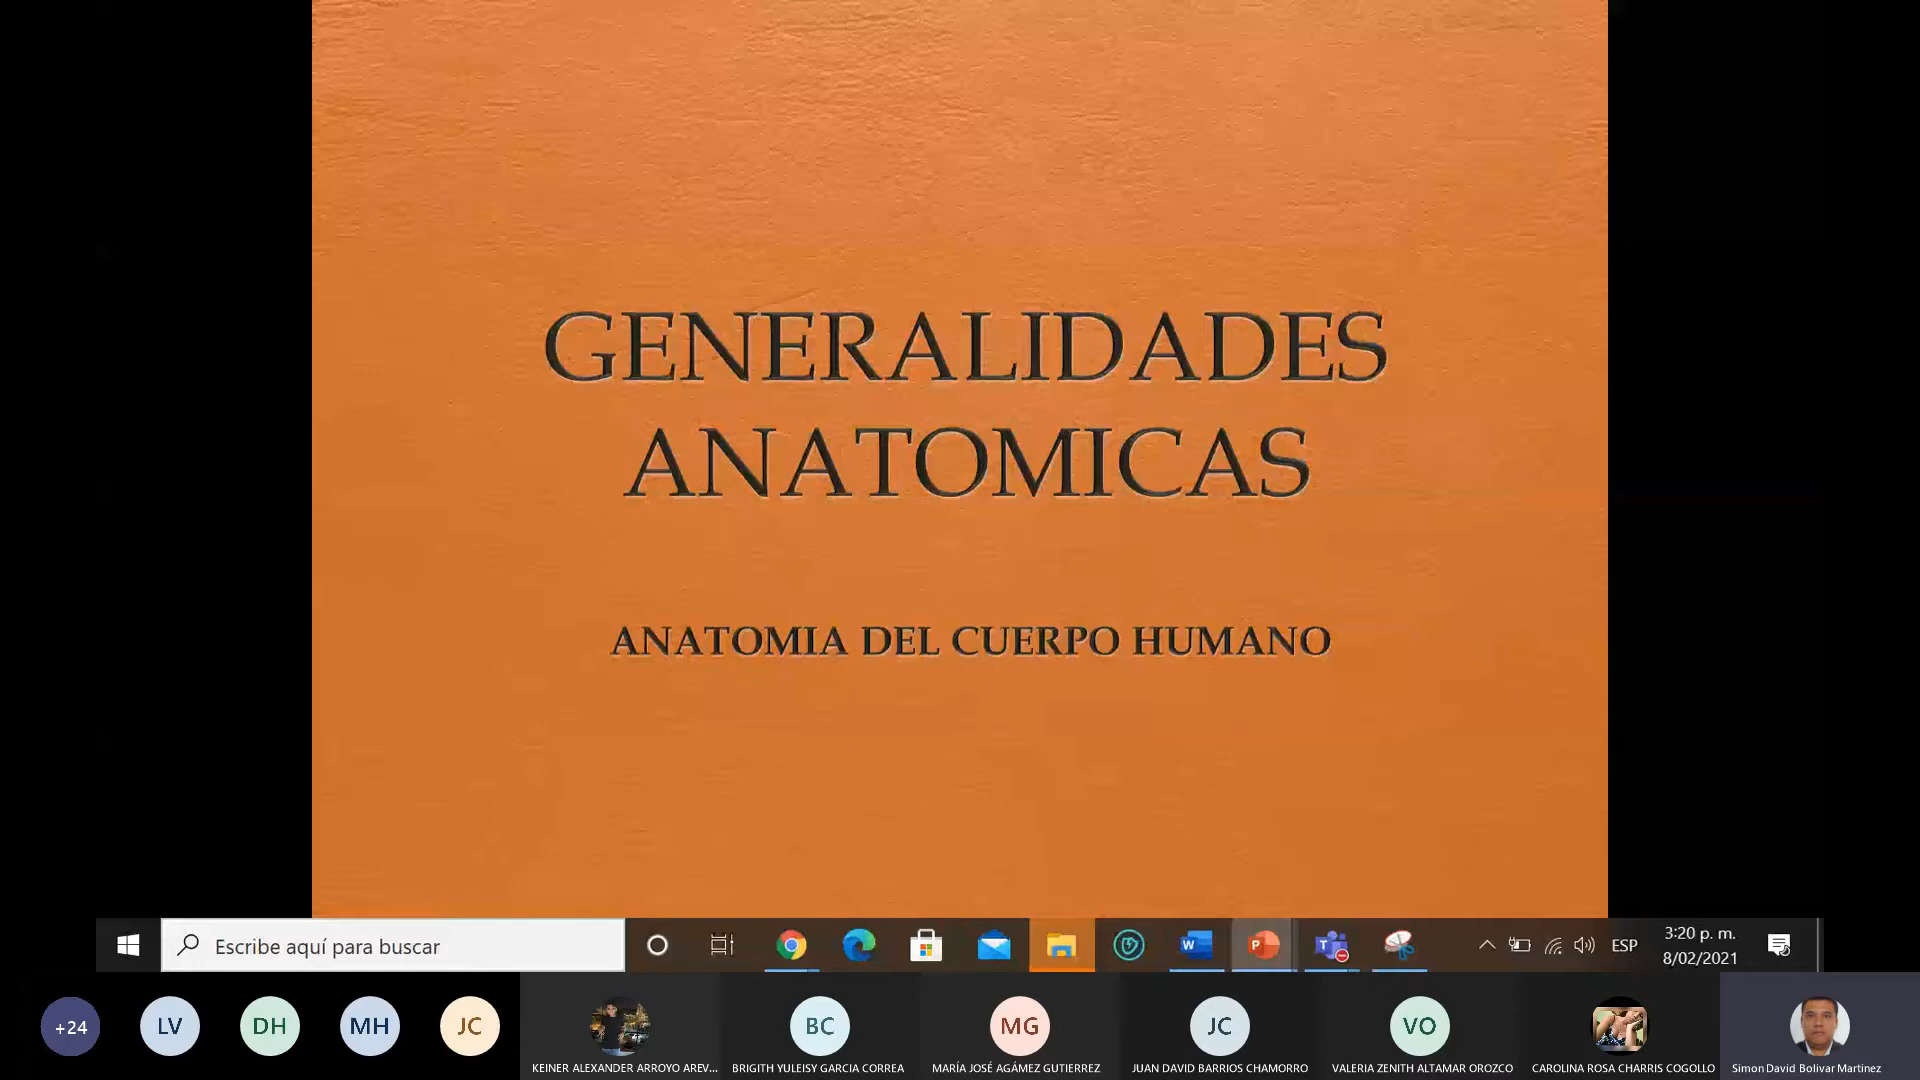 GENERALIDADES
ANATOMICAS
ANATOMIA DEL CUERPO HUMANO
Escribe aquí para buscar
ESP
3:20 p. m.
8/02/2021
+24
LV
DH
MH
JC
BC
MG
JC
VO
KEINER ALEXANDER ARROYO AREV...
BRIGITH YULEISY GARCIA CORREA
MARÍA JOSÉ AGÁMEZ GUTIERREZ
JUAN DAVID BARRIOS CHAMORRO
VALERIA ZENITH ALTAMAR OROZCO
CAROLINA ROSA CHARRIS COGOLLO
Simon David Bolivar Martinez